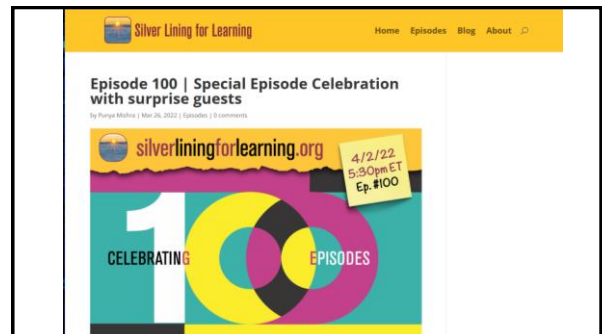 Silver Lining for Learning
Home Episodes Blog About
Episode 100 | Special Episode Celebration
with surprise guests
by Punya Mishra | Mar 26, 2022 | Episodes | 0 comments
silverliningforlearning.org
4/2/22
5:30pm ET
Ep. #100
100
CELEBRATING EPISODES